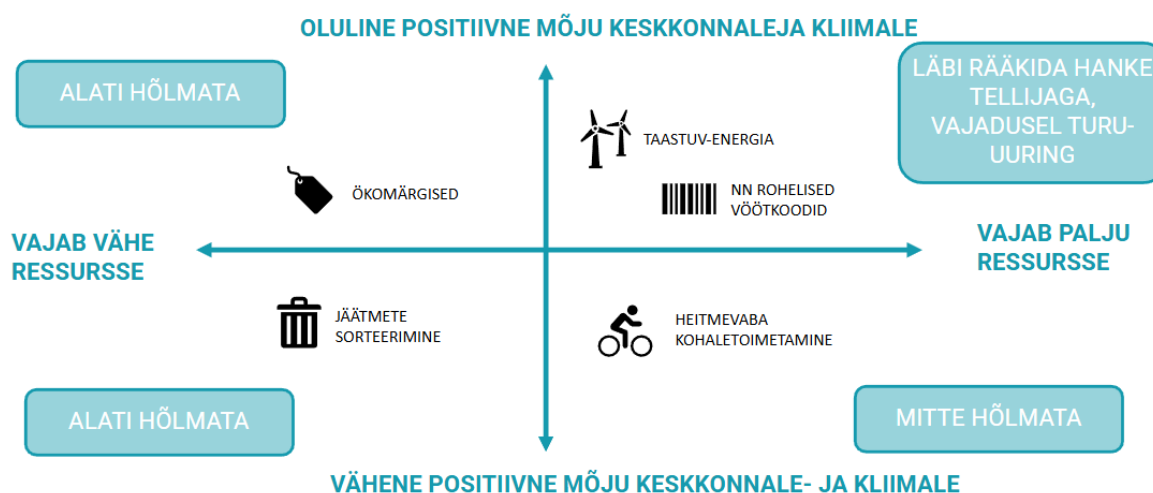 OLULINE POSITIIVNE MÕJU KESKKONNALEJA KLIIMALE
ALATI HÕLMATA
LÄBI RÄÄKIDA HANKE
TELLIJAGA,
VAJADUSEL TURU-
UURING
TAASTUV-ENERGIA
ÖKOMÄRGISED
NN ROHELISED
VÖÖTKOODID
VAJAB VÄHE
RESSURSSE
VAJAB PALJU
RESSURSSE
JÄÄTMETE
SORTEERIMINE
HEITMEVABA
KOHALETOIMETAMINE
ALATI HÕLMATA
MITTE HÕLMATA
VÄHENE POSITIIVNE MÕJU KESKKONNALE- JA KLIIMALE